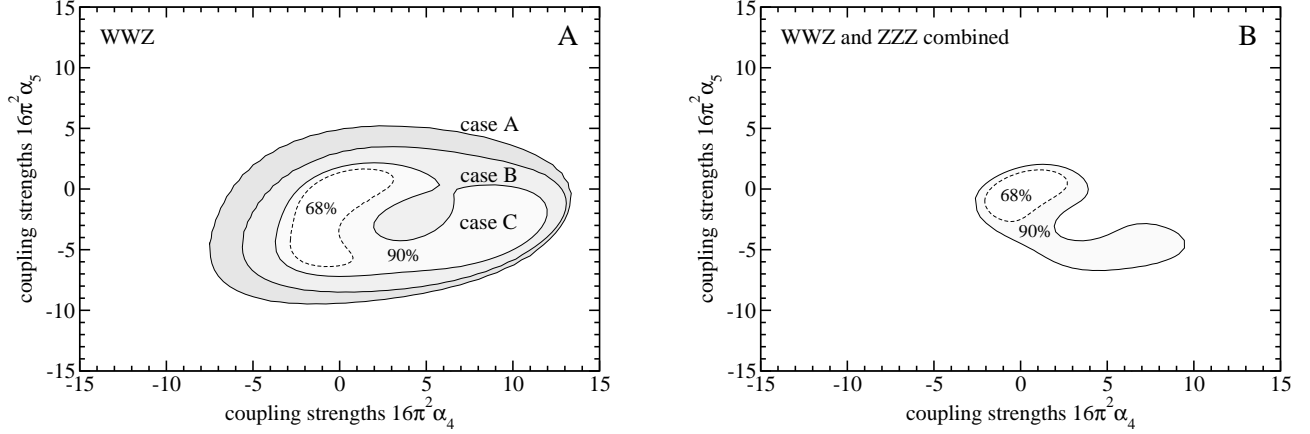 WWZ
A
case A
case B
case C
68%
90%
15
10
5
0
-5
-10
-15
-15
-10
-5
0
5
10
15
coupling strengths 16π²α₅
coupling strengths 16π²α₄
WWZ and ZZZ combined
B
68%
90%
15
10
5
0
-5
-10
-15
-15
-10
-5
0
5
10
15
coupling strengths 16π²α₅
coupling strengths 16π²α₄